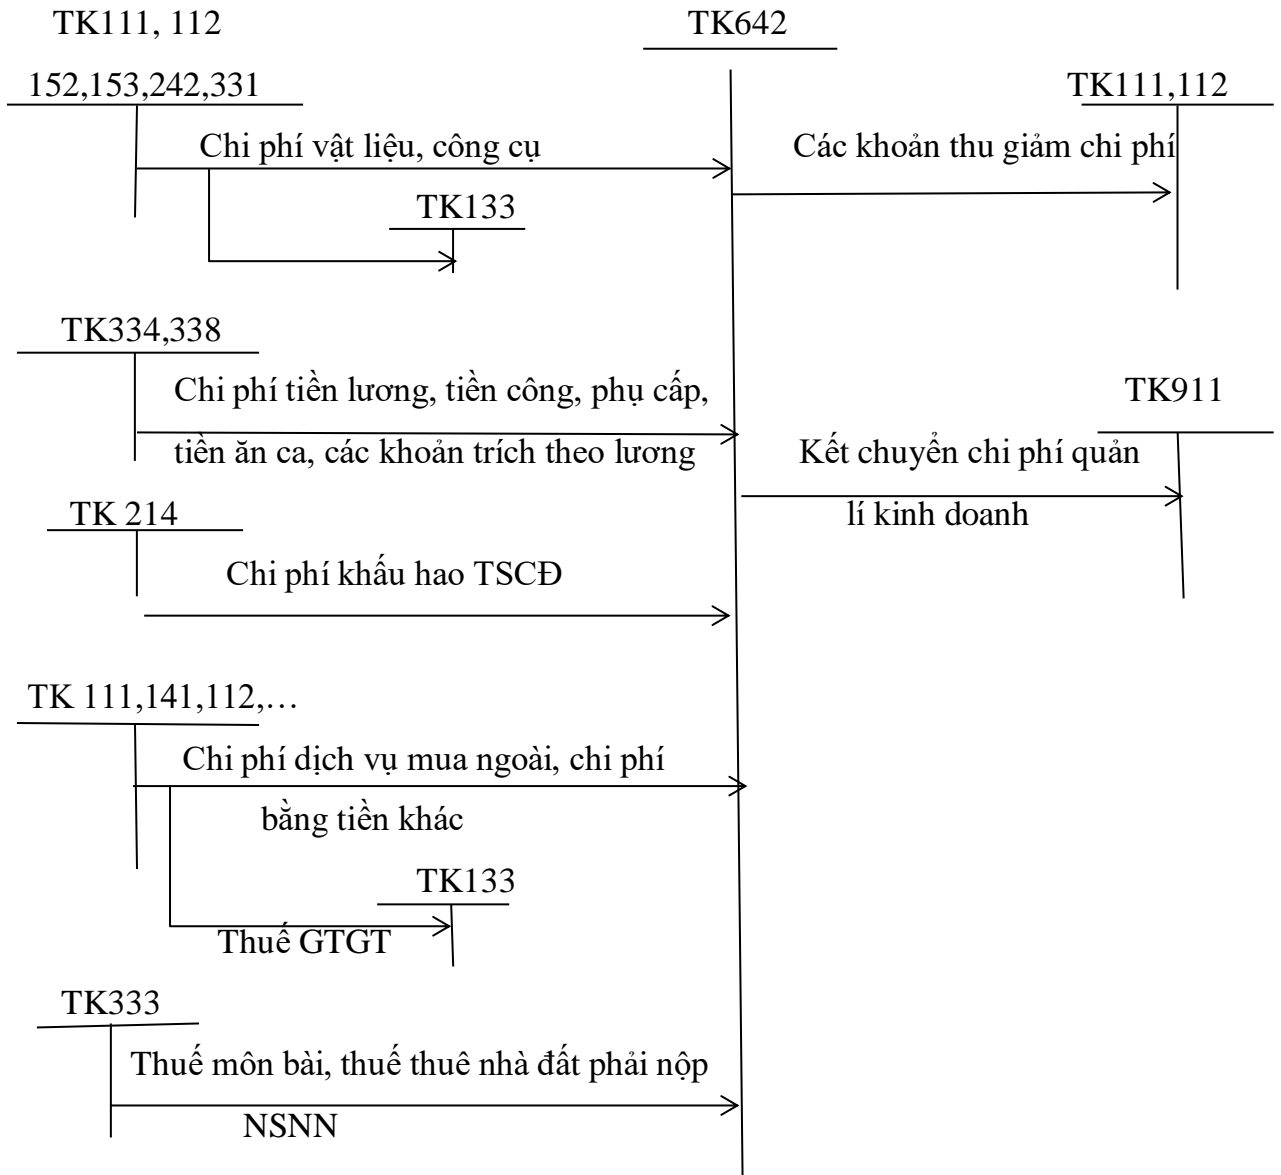 TK111, 112
TK642
152,153,242,331
TK111,112
Chi phí vật liệu, công cụ
Các khoản thu giảm chi phí
TK133
TK334,338
Chi phí tiền lương, tiền công, phụ cấp,
TK911
tiền ăn ca, các khoản trích theo lương
Kết chuyển chi phí quản
TK 214
lí kinh doanh
Chi phí khấu hao TSCĐ
TK 111,141,112,…
Chi phí dịch vụ mua ngoài, chi phí
bằng tiền khác
TK133
Thuế GTGT
TK333
Thuế môn bài, thuế thuê nhà đất phải nộp
NSNN